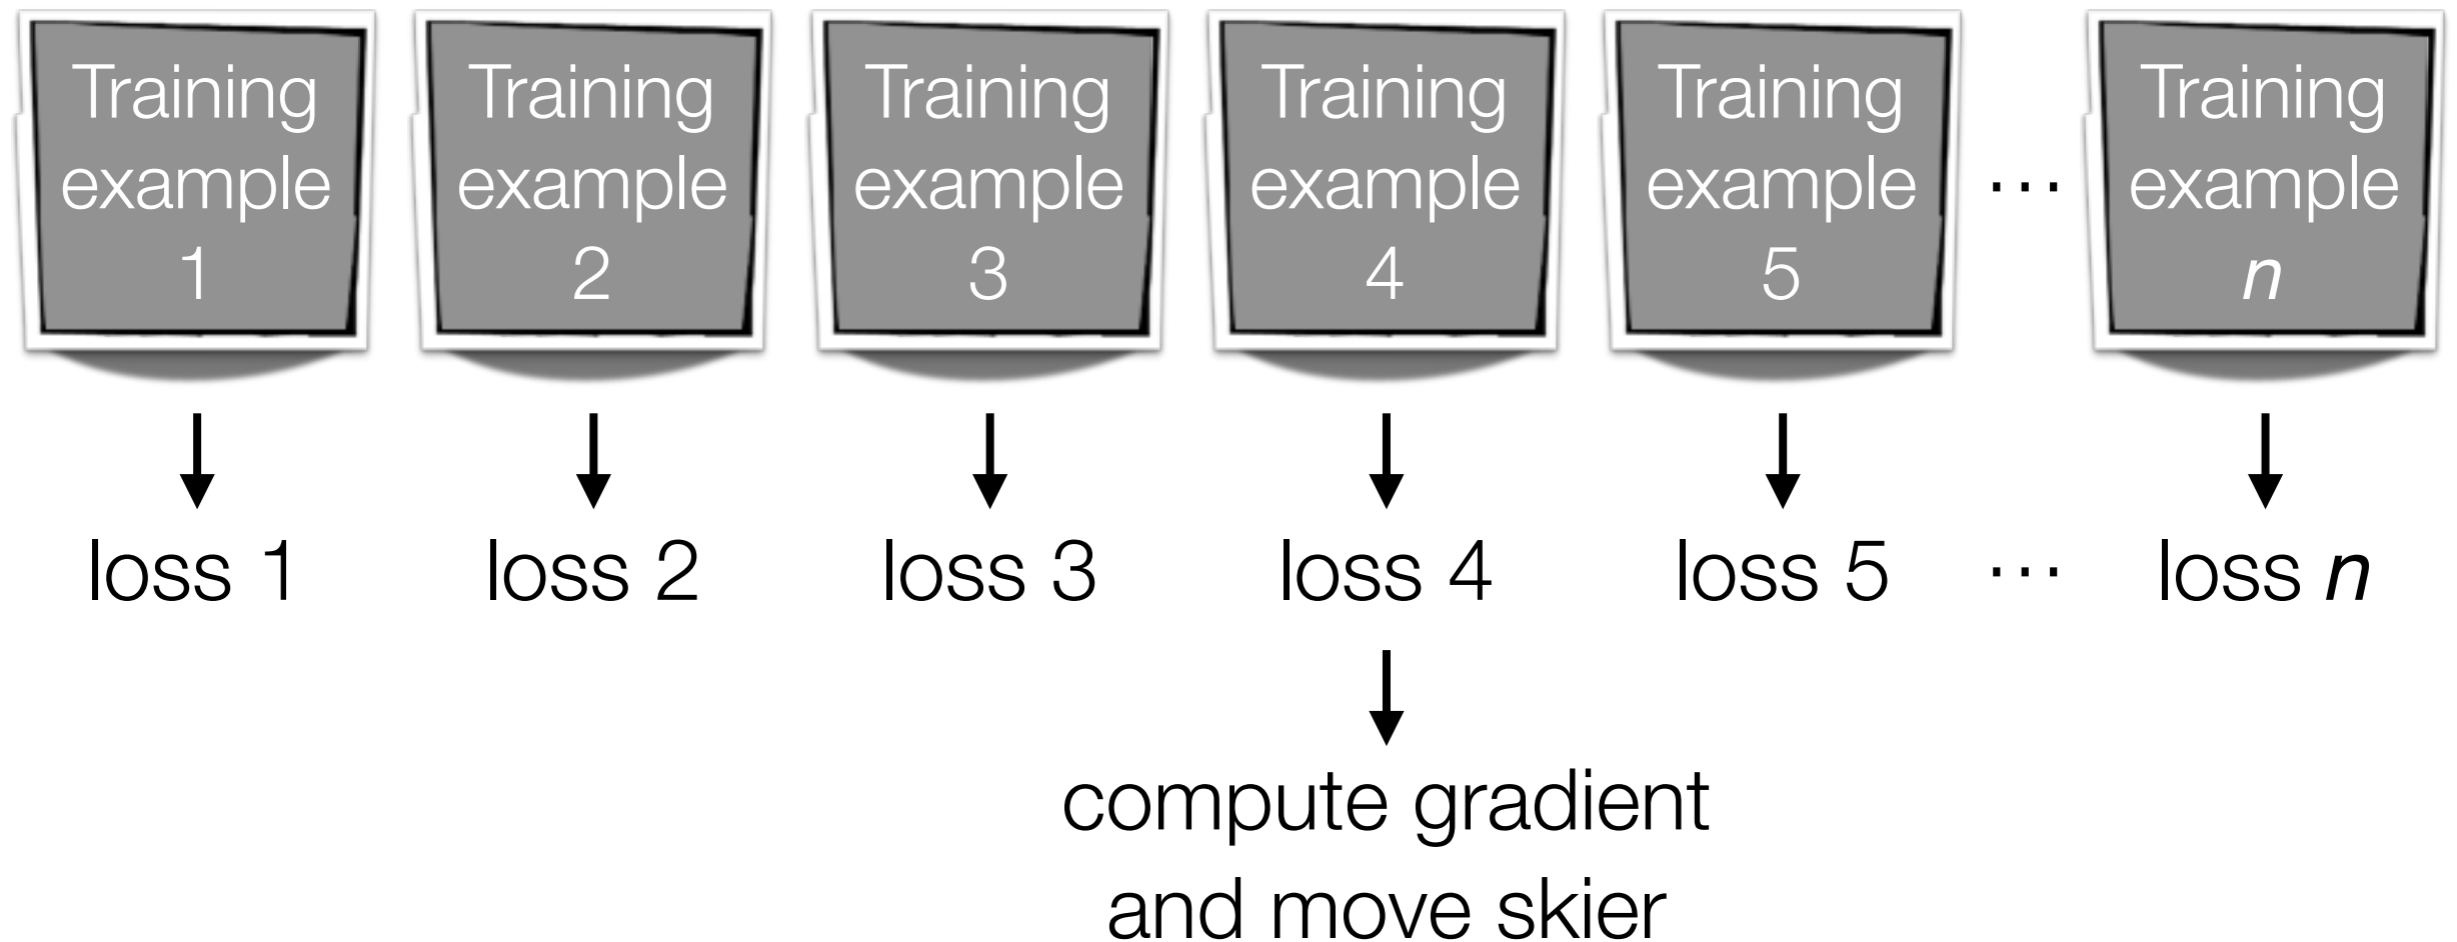 Training
example
1
Training
example
2
Training
example
3
Training
example
4
Training
example
5
...
Training
example
n
loss 1
loss 2
loss 3
loss 4
loss 5
...
loss n
compute gradient
and move skier